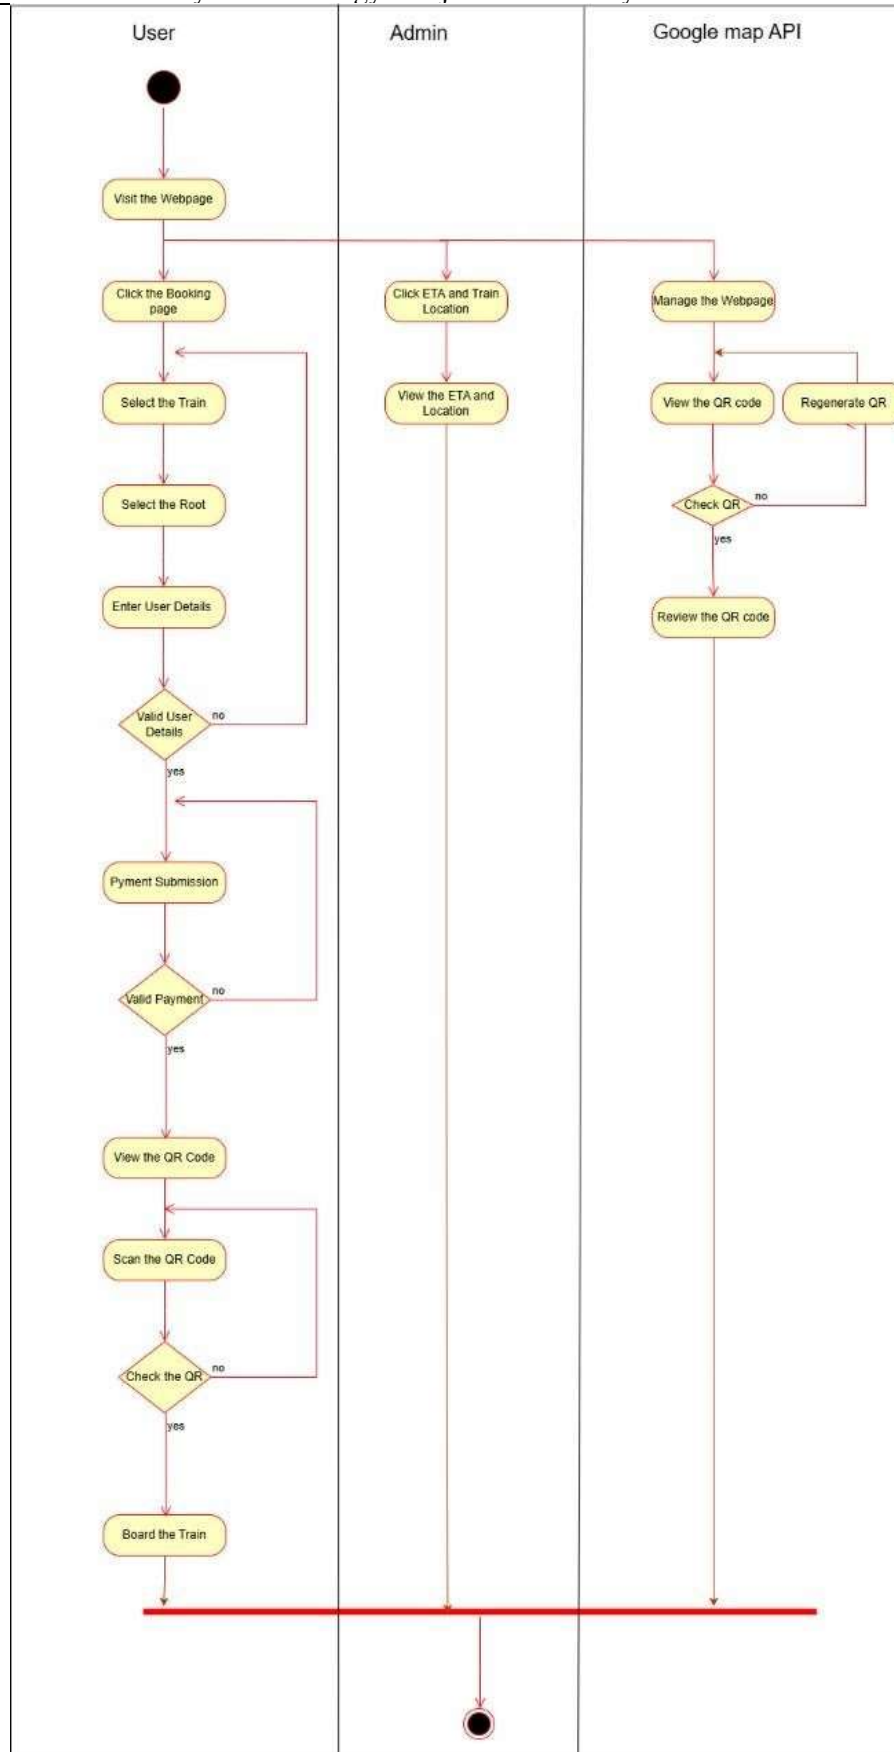 User
Admin
Google map API
Visit the Webpage
Click the Booking
page
Click ETA and Train
Location
Manage the Webpage
Select the Train
View the ETA and
Location
View the QR code
Regenerate QR
Select the Root
Check QR
no
yes
Enter User Details
Review the QR code
Valid User
Details
no
yes
Pyment Submission
Valid Payment
no
yes
View the QR Code
Scan the QR Code
Check the QR
no
yes
Board the Train